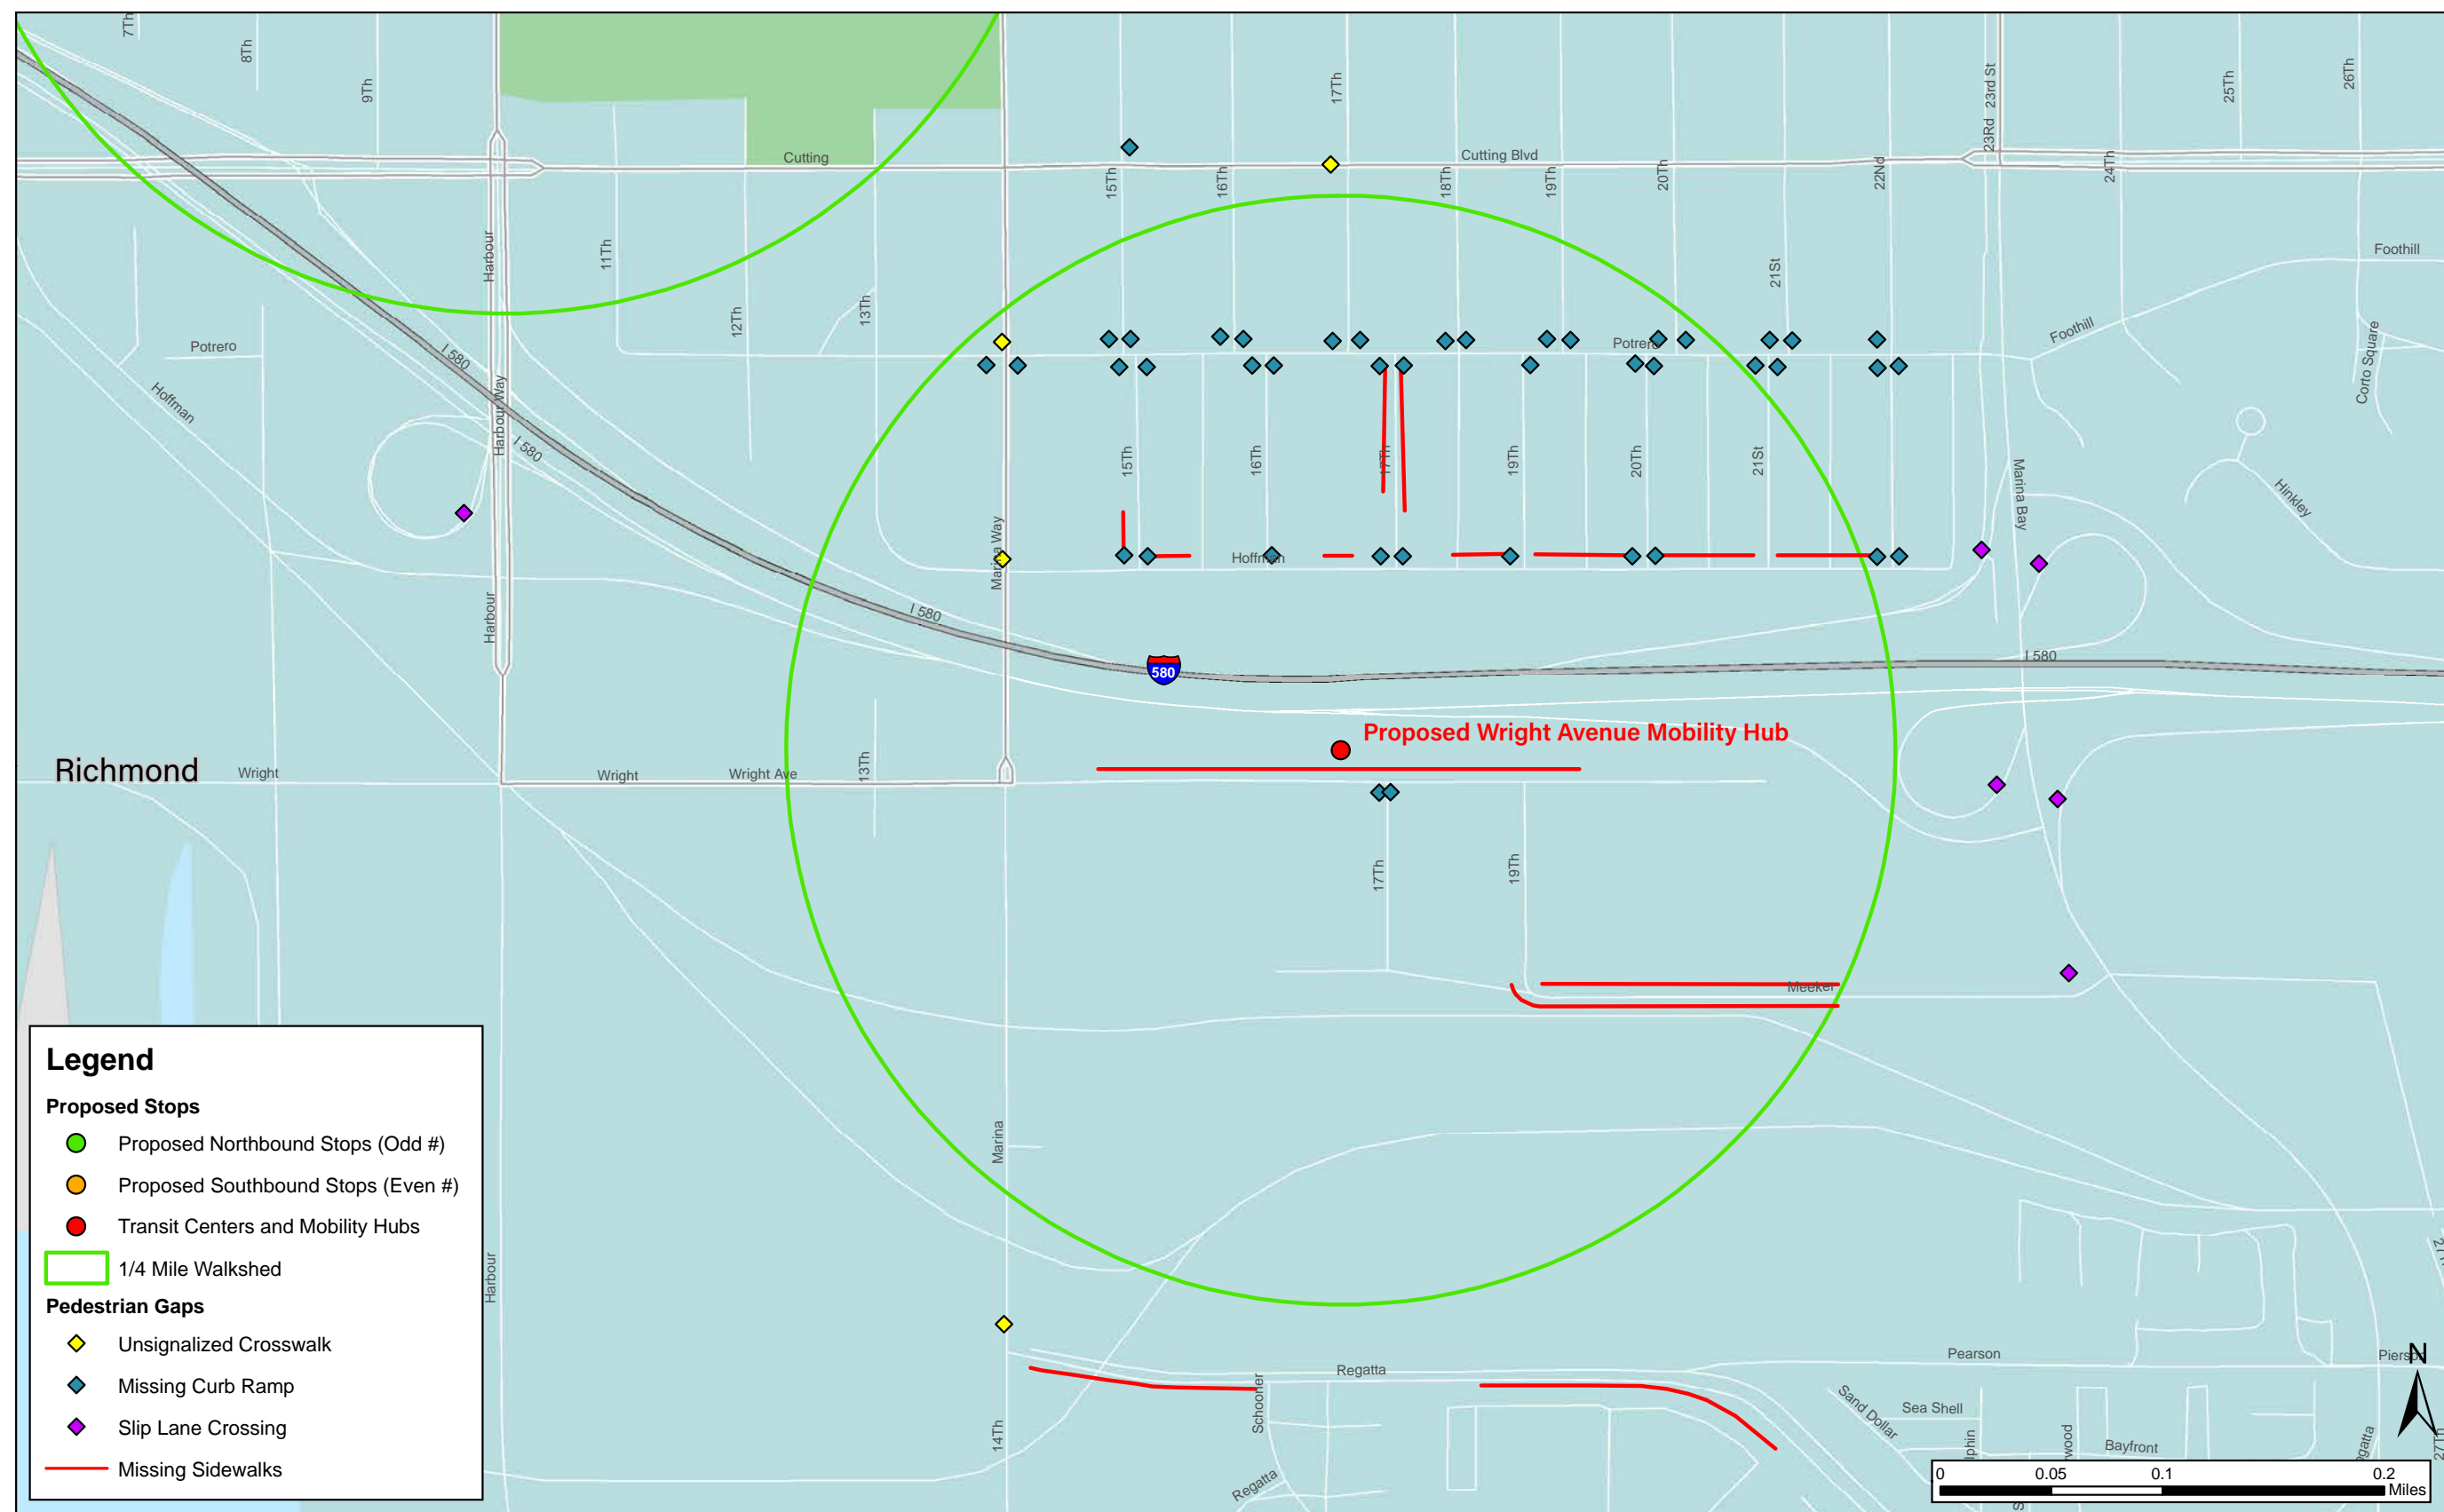 7Th
8Th
9Th
17Th
23rd St
23Rd
25Th
26Th
Cutting
Cutting Blvd
15Th
16Th
18Th
19Th
20Th
22Nd
24Th
Harbour
11Th
12Th
13Th
21St
Foothill
Foothill
Potrero
Potrero
I 580
Hoffman
Harbour Way
I 580
Corto Square
15Th
16Th
17Th
19Th
20Th
21St
Marina Bay
Hinkley
Marina Way
Hoffman
Harbour
I 580
580
I 580
Proposed Wright Avenue Mobility Hub
Richmond
Wright
Wright
Wright Ave
13Th
17Th
19Th
Meeker
Marina
Harbour
Regatta
Pearson
Pierson
Schooner
14Th
Regatta
Sand Dollar
Sea Shell
Bayfront
lphin
wood
egatta
27Th
N
0
0.05
0.1
0.2
Miles
Legend
Proposed Stops
Proposed Northbound Stops (Odd #)
Proposed Southbound Stops (Even #)
Transit Centers and Mobility Hubs
1/4 Mile Walkshed
Pedestrian Gaps
Unsignalized Crosswalk
Missing Curb Ramp
Slip Lane Crossing
Missing Sidewalks